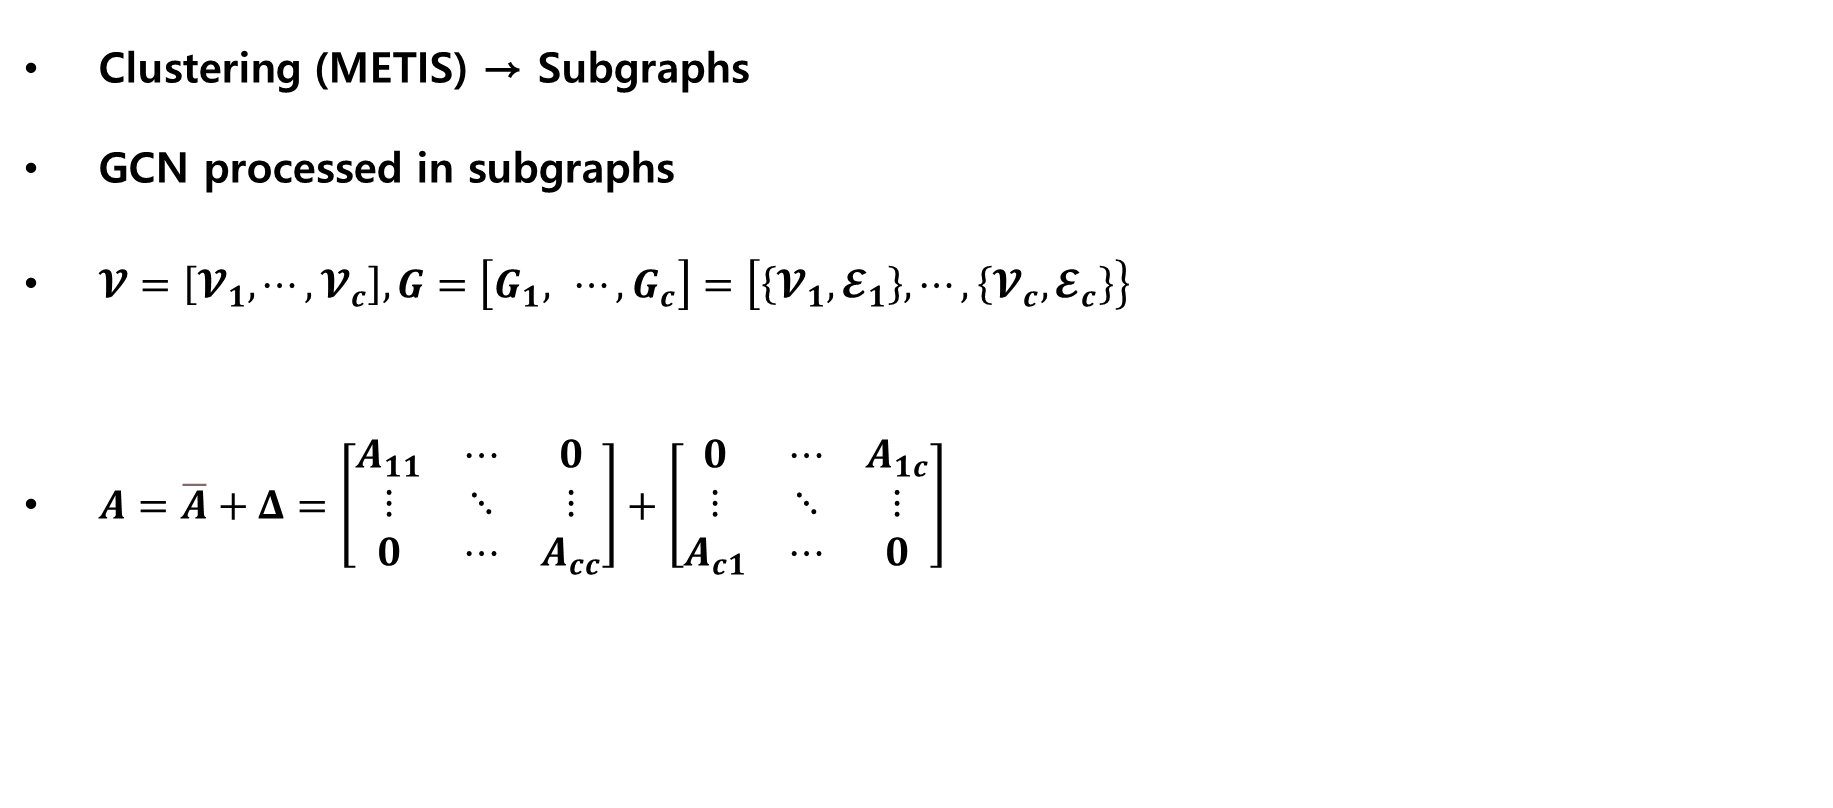 • Clustering (METIS) → Subgraphs
• GCN processed in subgraphs
• 𝒱 = [𝒱₁, ⋯ , 𝒱_c], G = [G₁, ⋯ , G_c] = [{𝒱₁, ℰ₁}, ⋯ , {𝒱_c, ℰ_c}}
• A = A̅ + Δ = [A₁₁ ⋯ 0 ⋮ ⋱ ⋮ 0 ⋯ A_cc] + [0 ⋯ A_1c ⋮ ⋱ ⋮ A_c1 ⋯ 0]